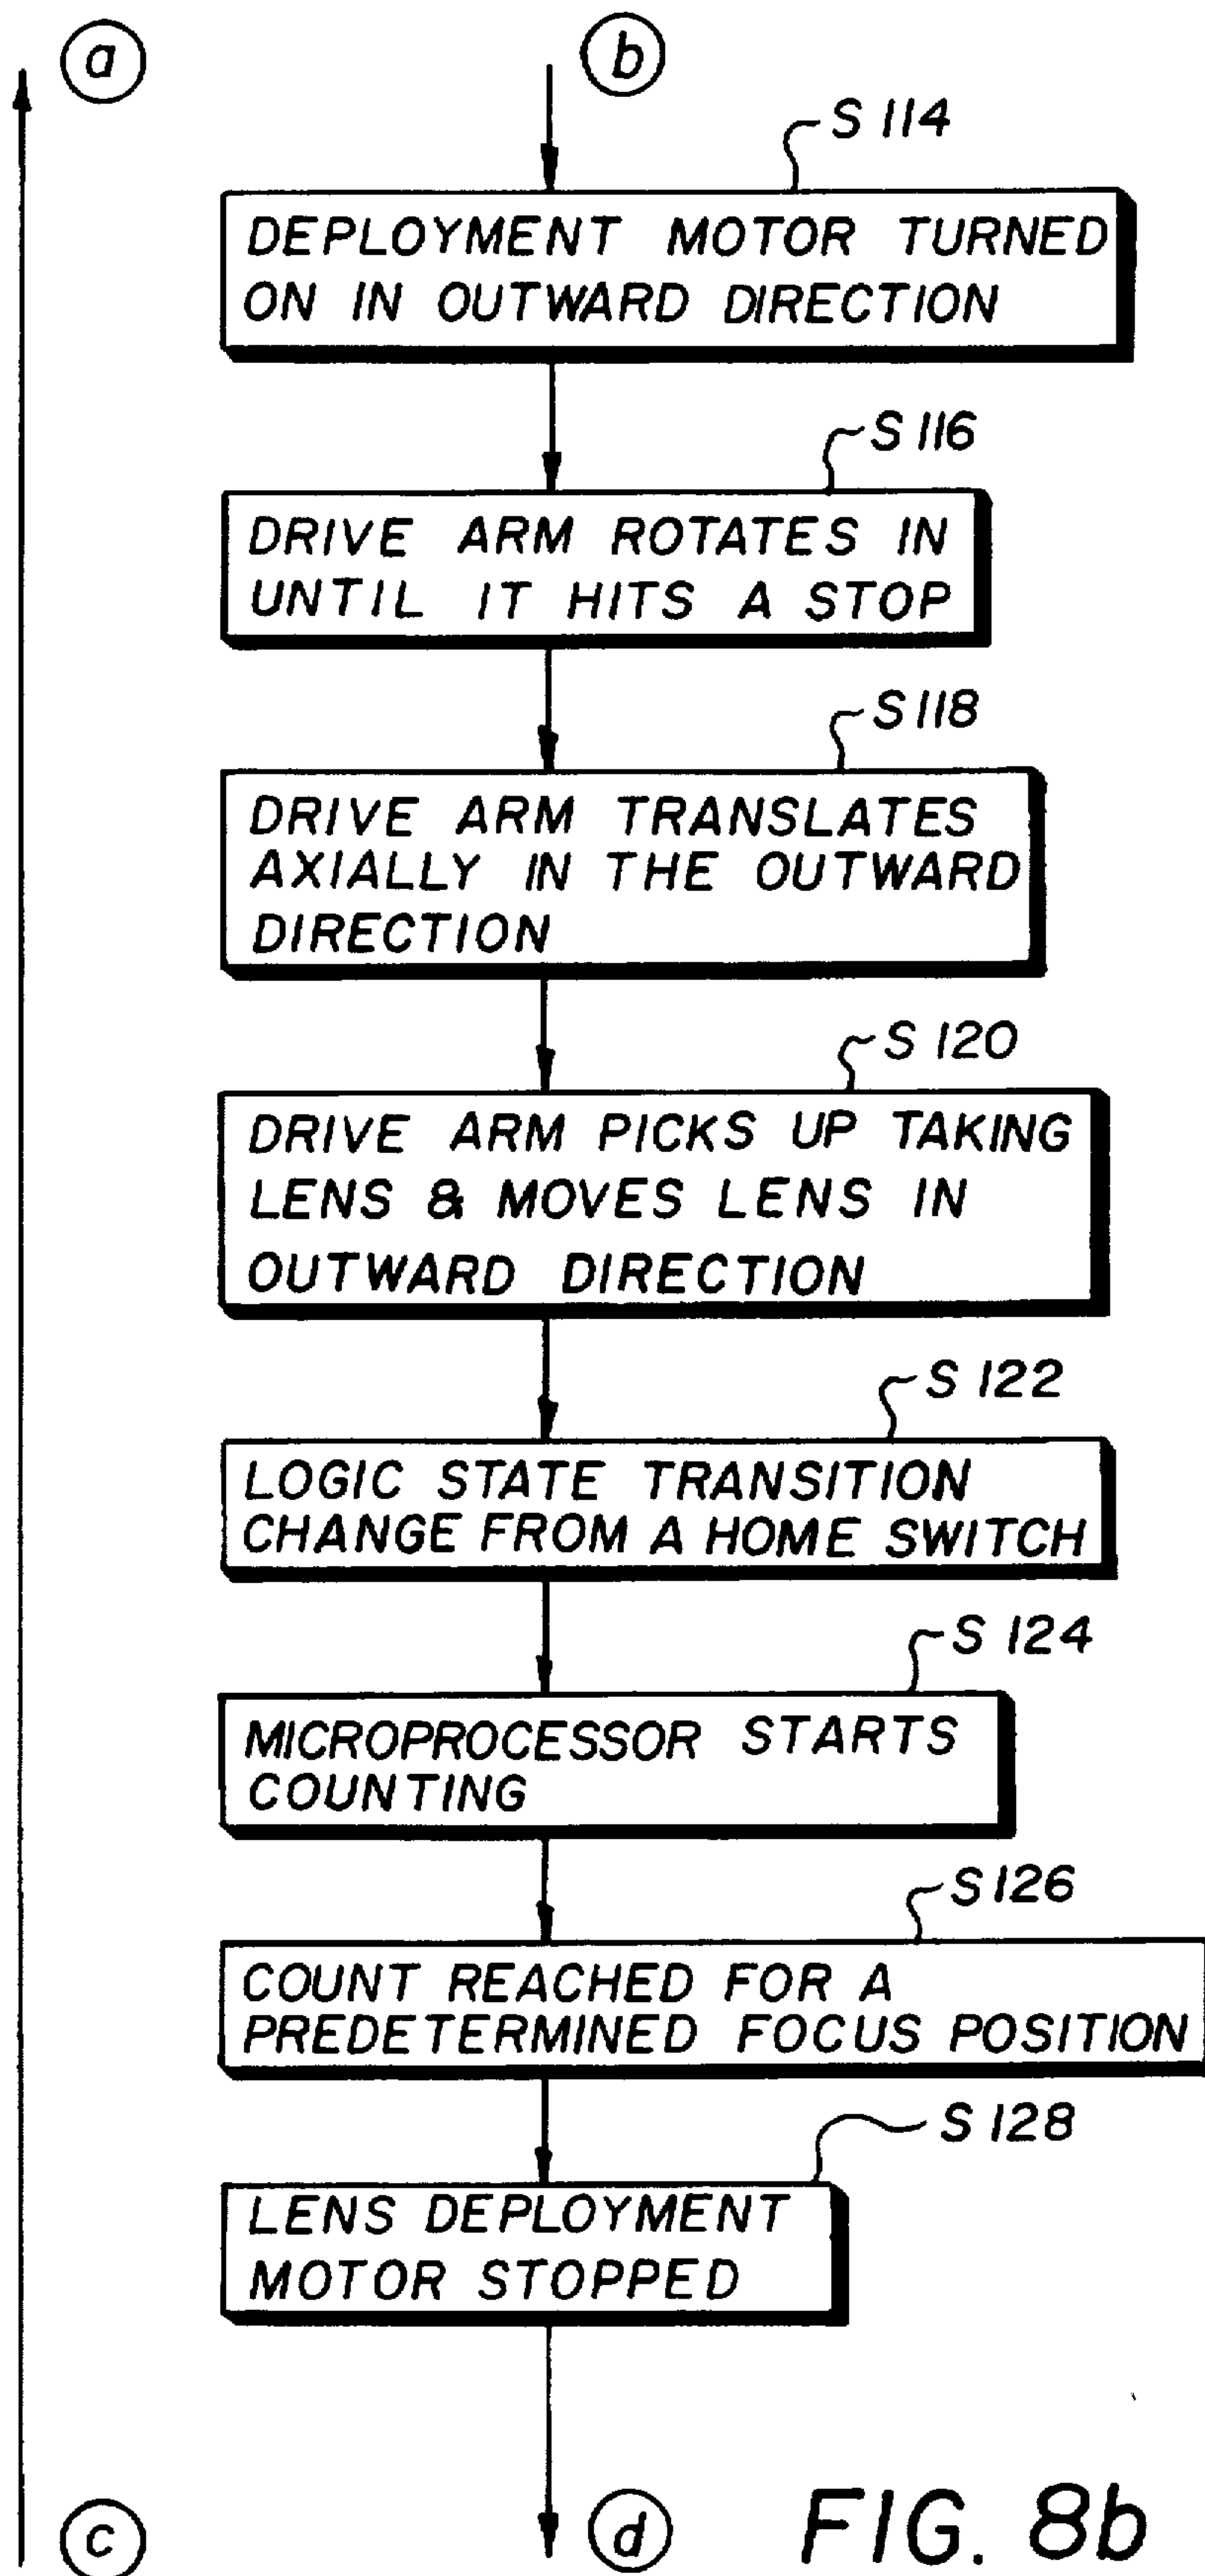 a
b
S 114
DEPLOYMENT MOTOR TURNED
ON IN OUTWARD DIRECTION
S 116
DRIVE ARM ROTATES IN
UNTIL IT HITS A STOP
S 118
DRIVE ARM TRANSLATES
AXIALLY IN THE OUTWARD
DIRECTION
S 120
DRIVE ARM PICKS UP TAKING
LENS & MOVES LENS IN
OUTWARD DIRECTION
S 122
LOGIC STATE TRANSITION
CHANGE FROM A HOME SWITCH
S 124
MICROPROCESSOR STARTS
COUNTING
S 126
COUNT REACHED FOR A
PREDETERMINED FOCUS POSITION
S 128
LENS DEPLOYMENT
MOTOR STOPPED
c
d
FIG. 8b